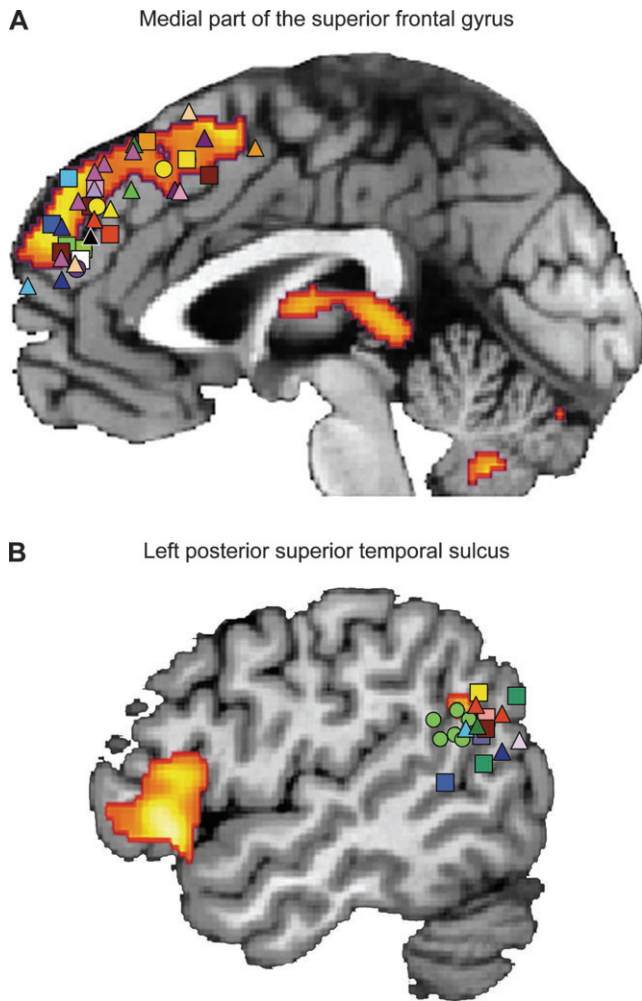 A
Medial part of the superior frontal gyrus
B
Left posterior superior temporal sulcus